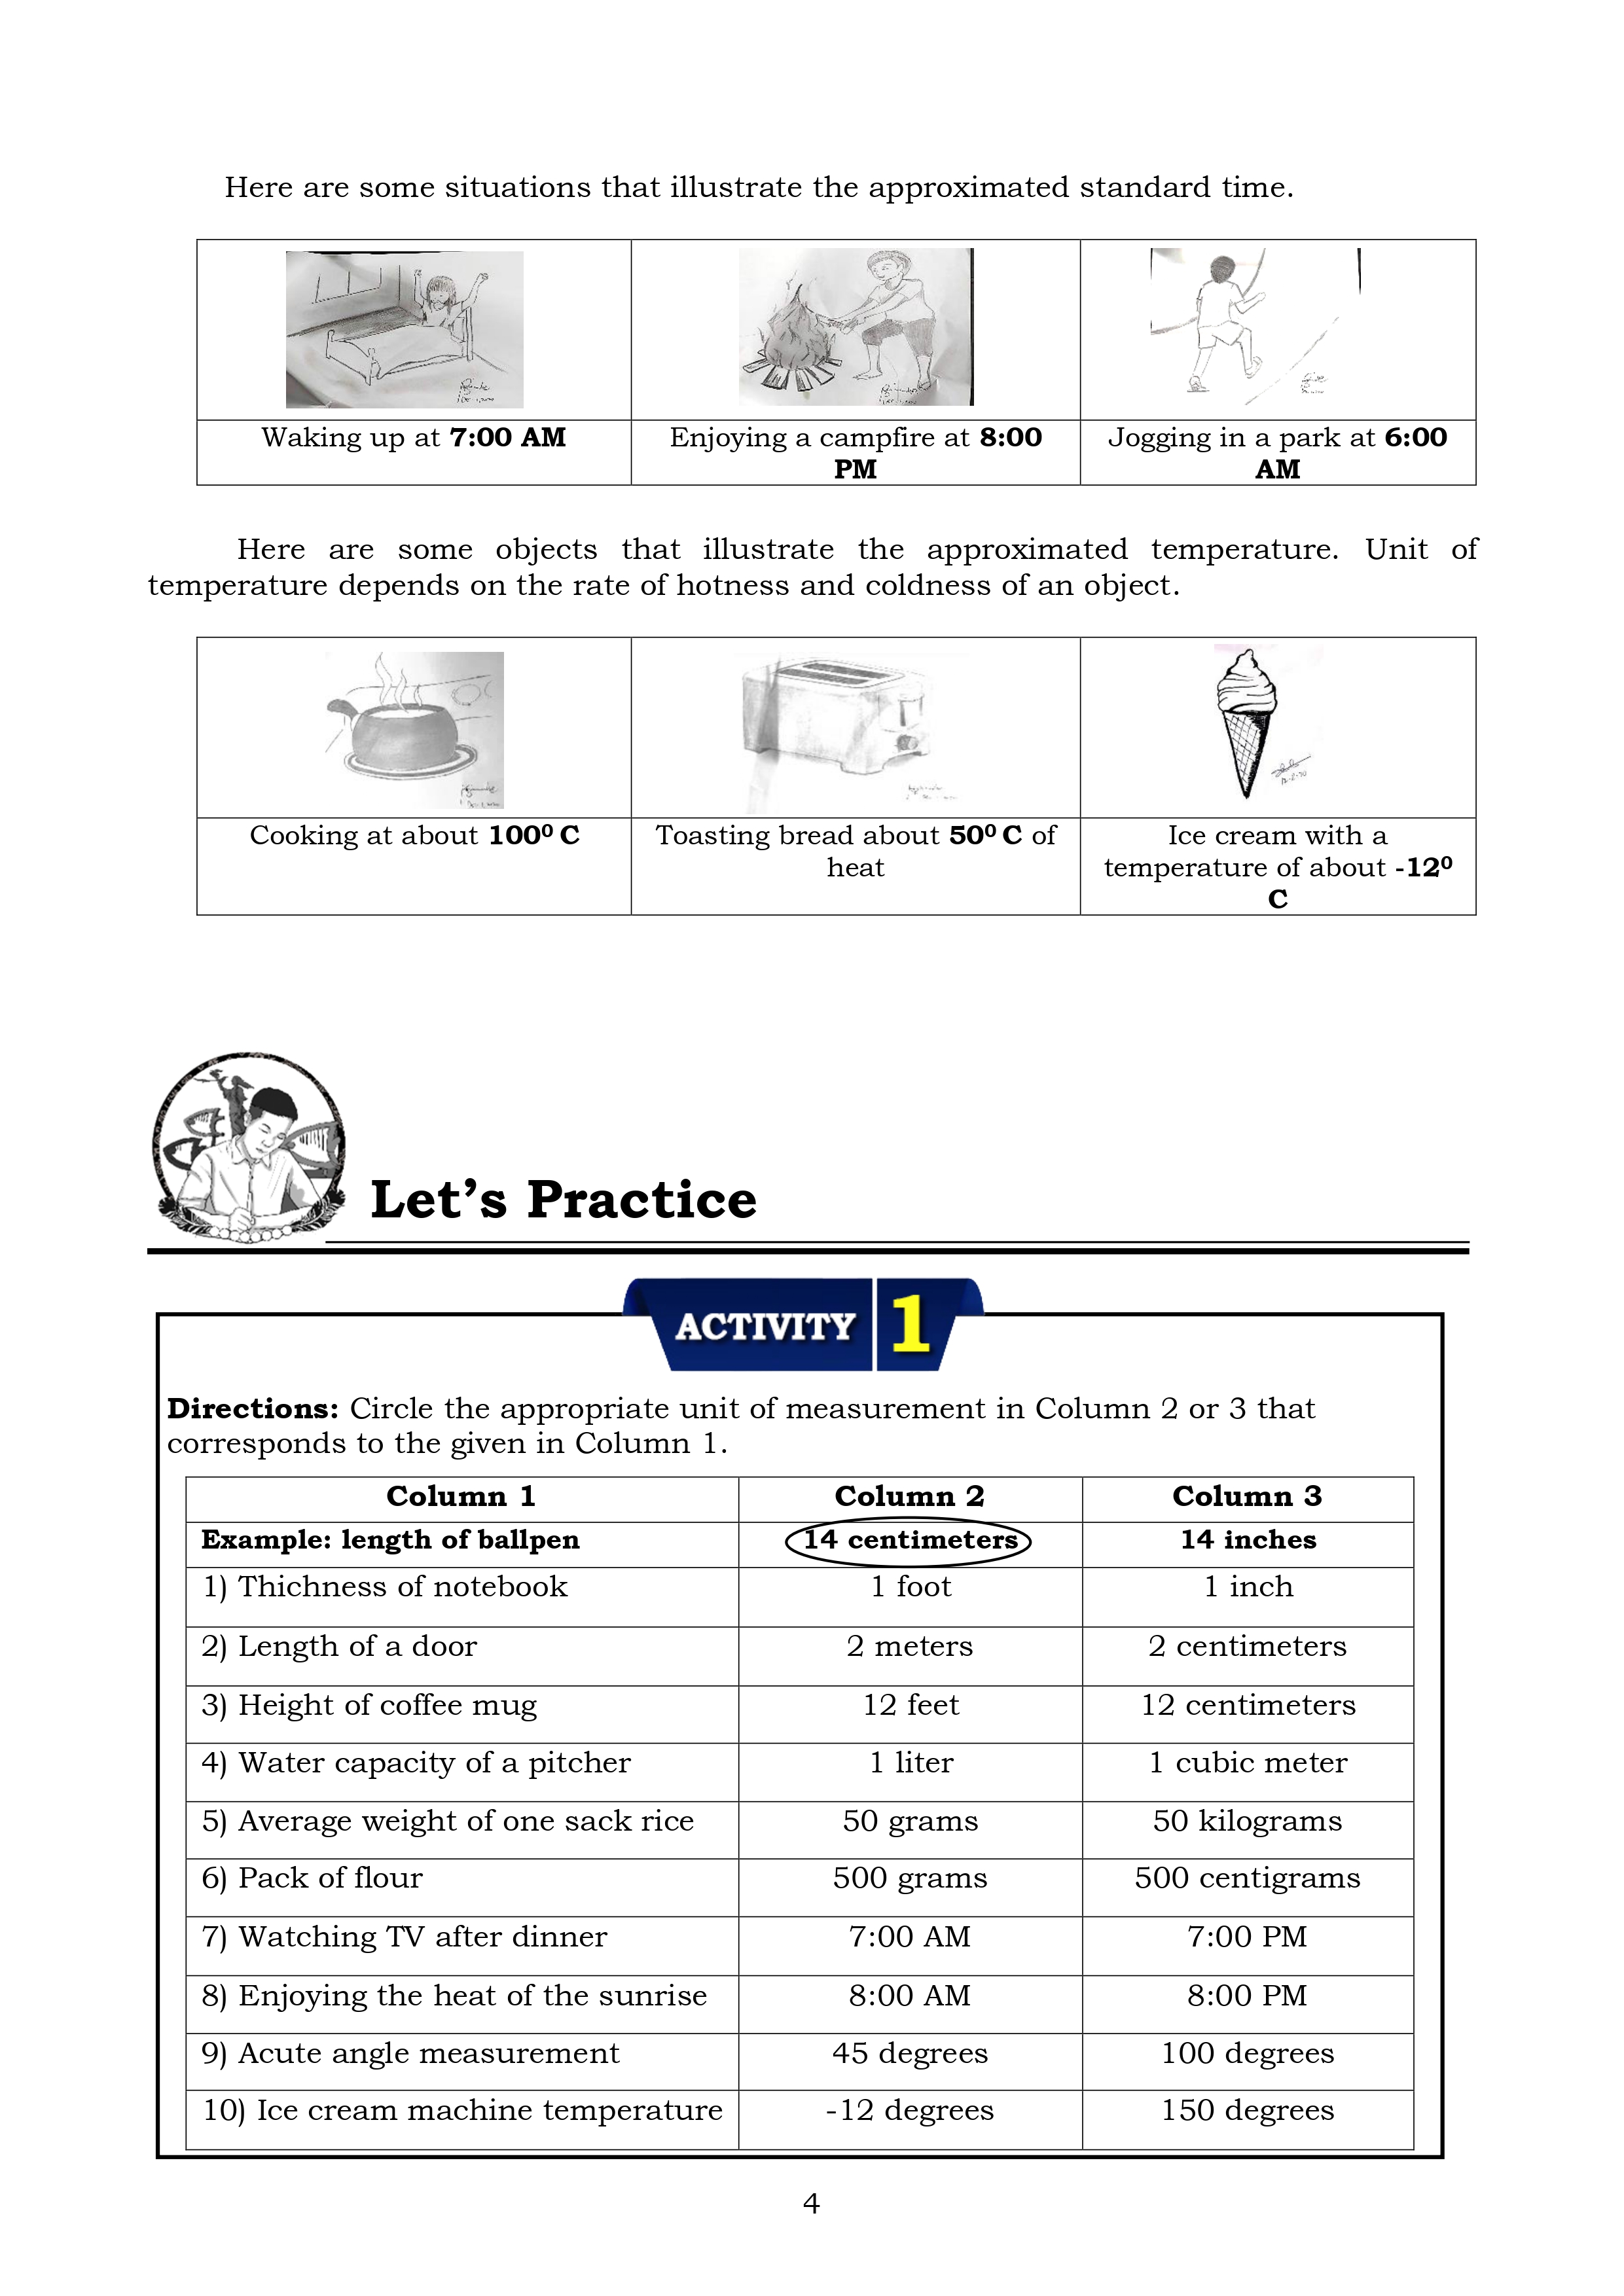 Here are some situations that illustrate the approximated standard time.
Waking up at 7:00 AM
Enjoying a campfire at 8:00
PM
Jogging in a park at 6:00
AM
Here are some objects that illustrate the approximated temperature. Unit of
temperature depends on the rate of hotness and coldness of an object.
Cooking at about 100⁰ C
Toasting bread about 50⁰ C of
heat
Ice cream with a
temperature of about -12⁰
C
Let’s Practice
ACTIVITY 1
Directions: Circle the appropriate unit of measurement in Column 2 or 3 that
corresponds to the given in Column 1.
Column 1 Column 2 Column 3
Example: length of ballpen 14 centimeters 14 inches
1) Thichness of notebook 1 foot 1 inch
2) Length of a door 2 meters 2 centimeters
3) Height of coffee mug 12 feet 12 centimeters
4) Water capacity of a pitcher 1 liter 1 cubic meter
5) Average weight of one sack rice 50 grams 50 kilograms
6) Pack of flour 500 grams 500 centigrams
7) Watching TV after dinner 7:00 AM 7:00 PM
8) Enjoying the heat of the sunrise 8:00 AM 8:00 PM
9) Acute angle measurement 45 degrees 100 degrees
10) Ice cream machine temperature -12 degrees 150 degrees
4